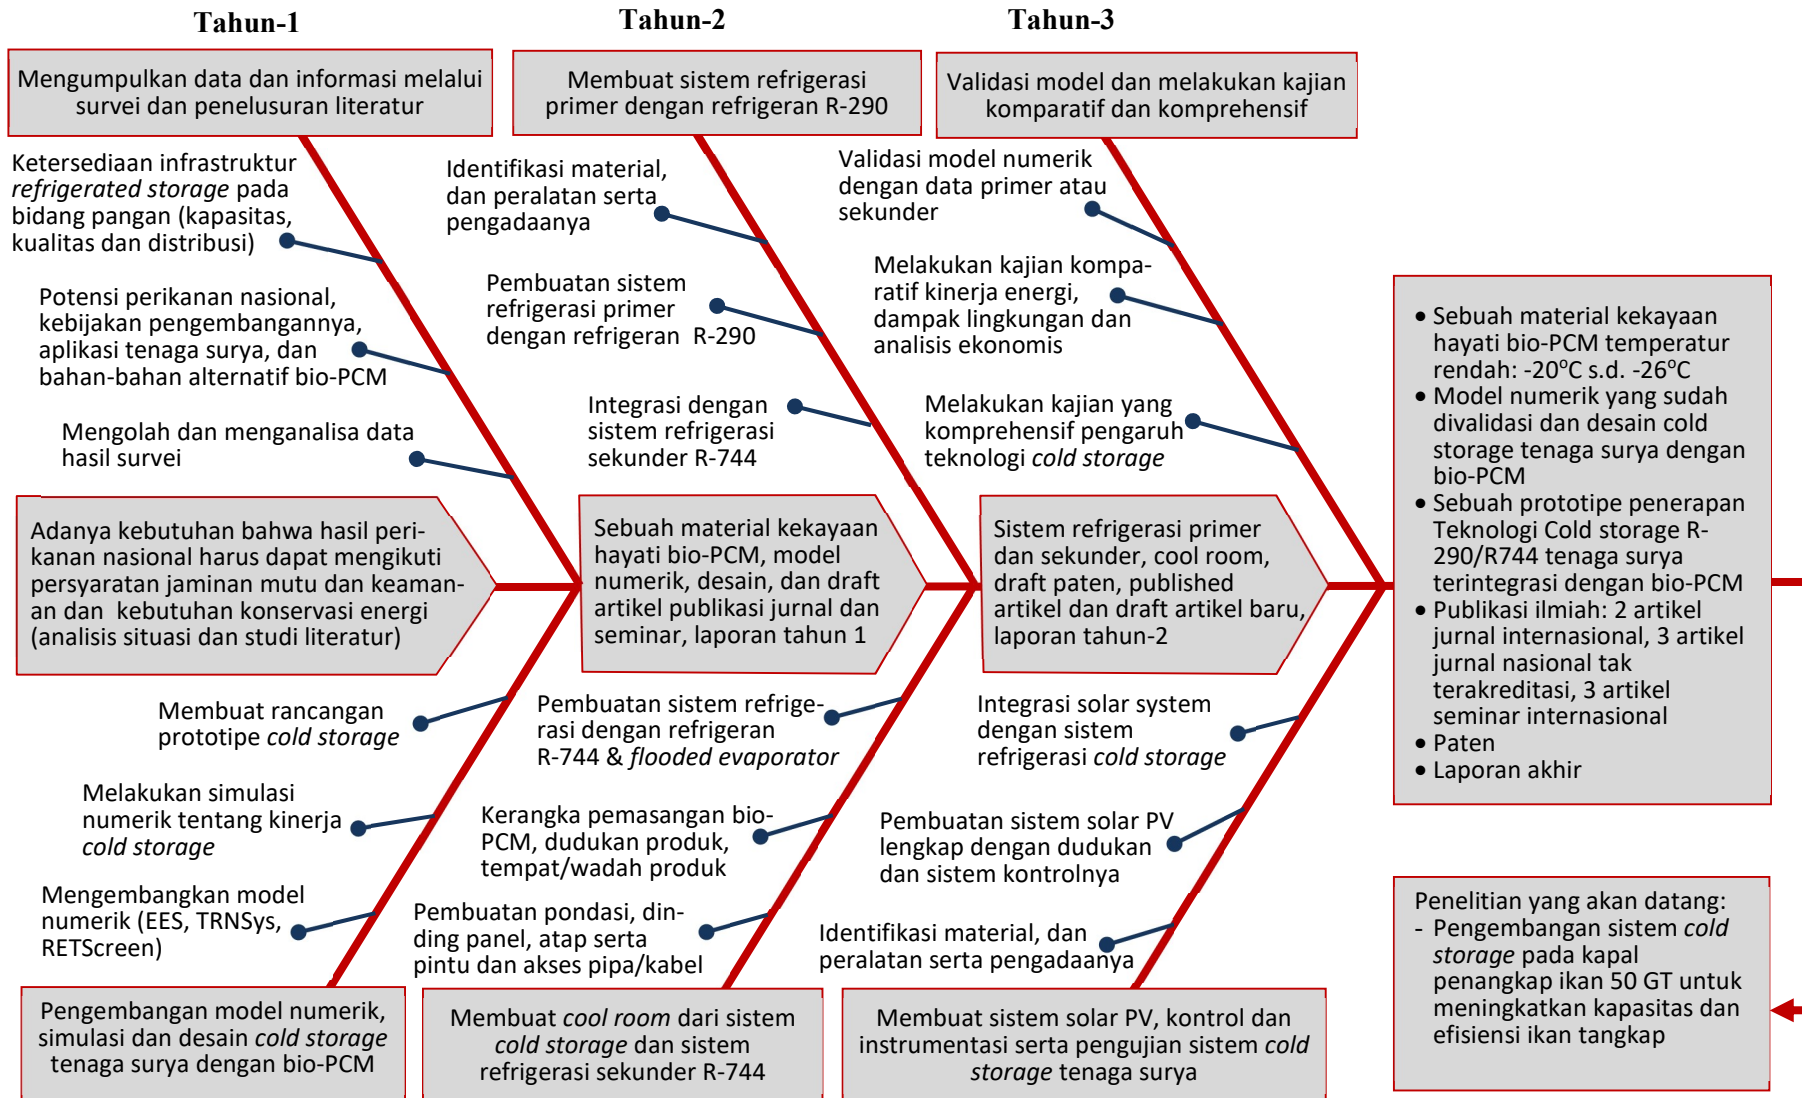 Tahun-1
Tahun-2
Tahun-3
Mengumpulkan data dan informasi melalui
survei dan penelusuran literatur
Membuat sistem refrigerasi
primer dengan refrigeran R-290
Validasi model dan melakukan kajian
komparatif dan komprehensif
Ketersediaan infrastruktur
refrigerated storage pada
bidang pangan (kapasitas,
kualitas dan distribusi)
Potensi perikanan nasional,
kebijakan pengembangannya,
aplikasi tenaga surya, dan
bahan-bahan alternatif bio-PCM
Mengolah dan menganalisa data
hasil survei
Identifikasi material,
dan peralatan serta
pengadaanya
Pembuatan sistem
refrigerasi primer
dengan refrigeran R-290
Integrasi dengan
sistem refrigerasi
sekunder R-744
Validasi model numerik
dengan data primer atau
sekunder
Melakukan kajian kompa-
ratif kinerja energi,
dampak lingkungan dan
analisis ekonomis
Melakukan kajian yang
komprehensif pengaruh
teknologi cold storage
Adanya kebutuhan bahwa hasil peri-
kanan nasional harus dapat mengikuti
persyaratan jaminan mutu dan keaman-
an dan kebutuhan konservasi energi
(analisis situasi dan studi literatur)
Sebuah material kekayaan
hayati bio-PCM, model
numerik, desain, dan draft
artikel publikasi jurnal dan
seminar, laporan tahun 1
Sistem refrigerasi primer
dan sekunder, cool room,
draft paten, published
artikel dan draft artikel baru,
laporan tahun-2
• Sebuah material kekayaan
hayati bio-PCM temperatur
rendah: -20°C s.d. -26°C
• Model numerik yang sudah
divalidasi dan desain cold
storage tenaga surya dengan
bio-PCM
• Sebuah prototipe penerapan
Teknologi Cold storage R-
290/R744 tenaga surya
terintegrasi dengan bio-PCM
• Publikasi ilmiah: 2 artikel
jurnal internasional, 3 artikel
jurnal nasional tak
terakreditasi, 3 artikel
seminar internasional
• Paten
• Laporan akhir
Membuat rancangan
prototipe cold storage
Melakukan simulasi
numerik tentang kinerja
cold storage
Mengembangkan model
numerik (EES, TRNSys,
RETScreen)
Pembuatan sistem refrige-
rasi dengan refrigeran
R-744 & flooded evaporator
Kerangka pemasangan bio-
PCM, dudukan produk,
tempat/wadah produk
Pembuatan pondasi, din-
ding panel, atap serta
pintu dan akses pipa/kabel
Integrasi solar system
dengan sistem
refrigerasi cold storage
Pembuatan sistem solar PV
lengkap dengan dudukan
dan sistem kontrolnya
Identifikasi material, dan
peralatan serta pengadaanya
Pengembangan model numerik,
simulasi dan desain cold storage
tenaga surya dengan bio-PCM
Membuat cool room dari sistem
cold storage dan sistem
refrigerasi sekunder R-744
Membuat sistem solar PV, kontrol dan
instrumentasi serta pengujian sistem cold
storage tenaga surya
Penelitian yang akan datang:
- Pengembangan sistem cold
storage pada kapal
penangkap ikan 50 GT untuk
meningkatkan kapasitas dan
efisiensi ikan tangkap